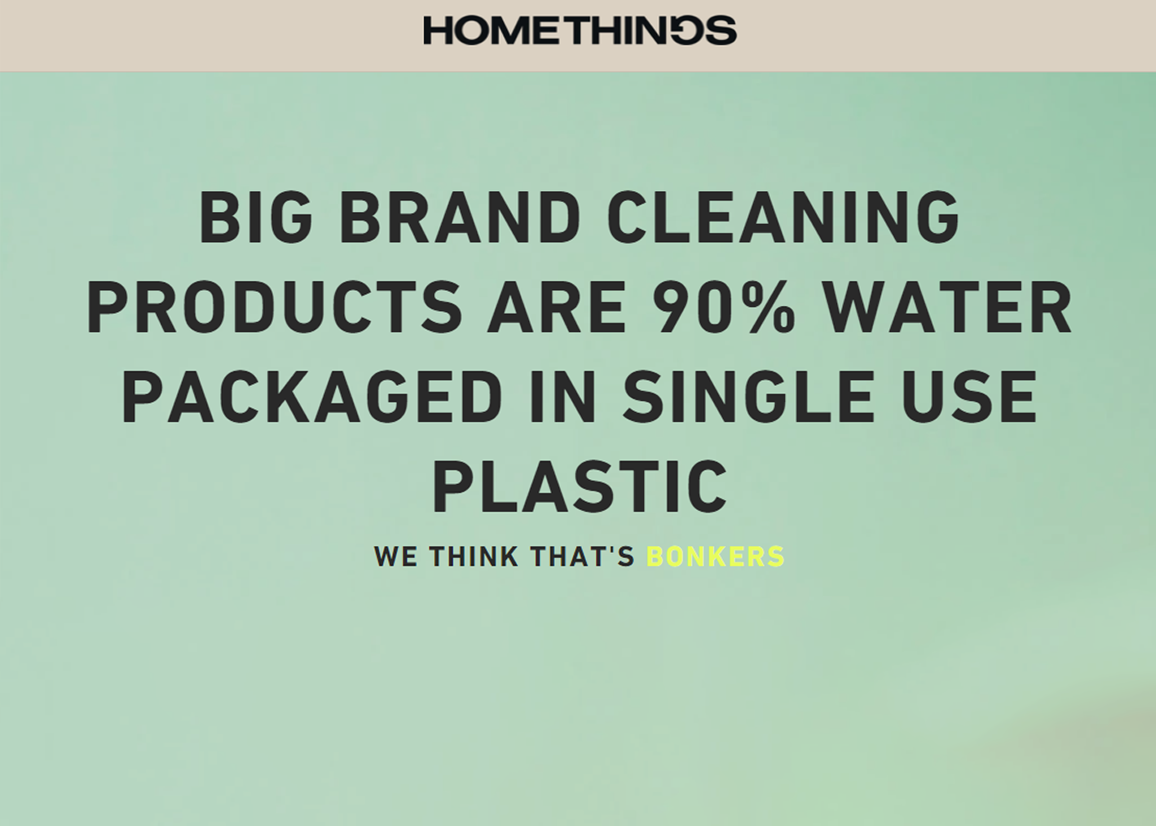 HOMETHINGS
BIG BRAND CLEANING
PRODUCTS ARE 90% WATER
PACKAGED IN SINGLE USE
PLASTIC
WE THINK THAT'S BONKERS